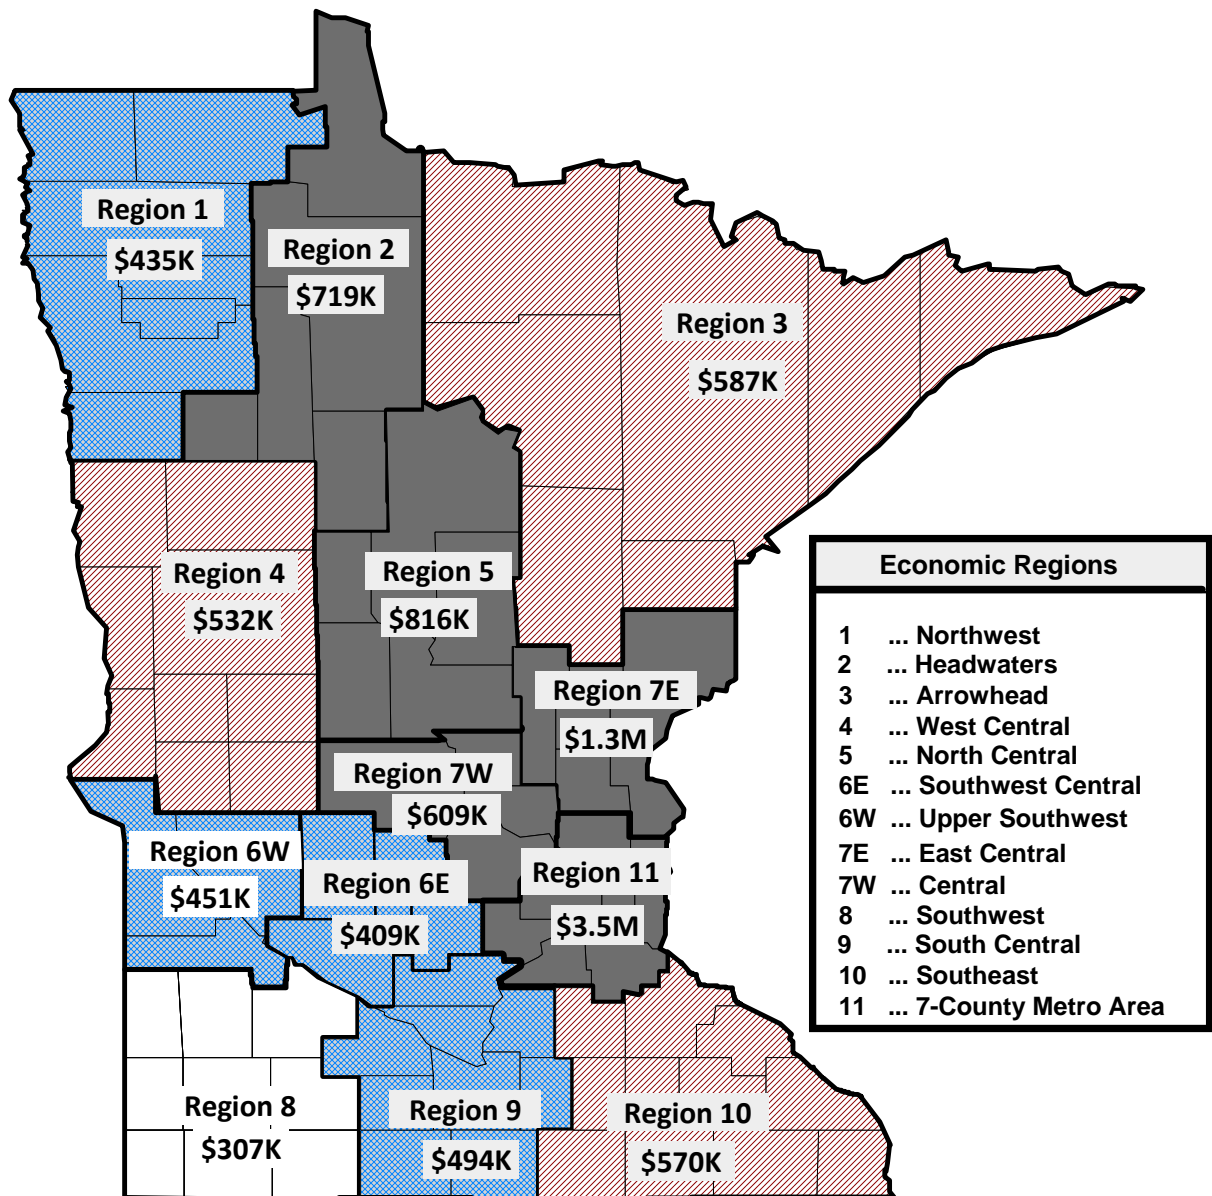 Region 1
$435K
Region 2
$719K
Region 3
$587K
Region 4
$532K
Region 5
$816K
Region 7E
$1.3M
Region 7W
$609K
Region 6W
$451K
Region 6E
$409K
Region 11
$3.5M
Region 8
$307K
Region 9
$494K
Region 10
$570K
Economic Regions
1 ... Northwest
2 ... Headwaters
3 ... Arrowhead
4 ... West Central
5 ... North Central
6E ... Southwest Central
6W ... Upper Southwest
7E ... East Central
7W ... Central
8 ... Southwest
9 ... South Central
10 ... Southeast
11 ... 7-County Metro Area